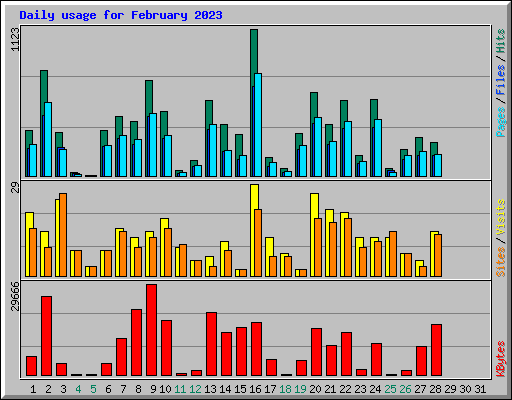 Daily usage for February 2023
1123
Pages / Files / Hits
29
Sites / Visits
29666
KBytes
1 2 3 4 5 6 7 8 9 10 11 12 13 14 15 16 17 18 19 20 21 22 23 24 25 26 27 28 29 30 31